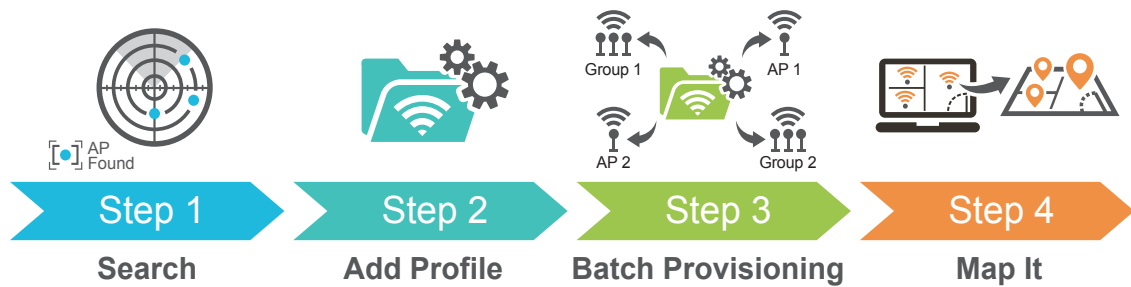 AP
Found
Group 1
AP 1
AP 2
Group 2
Step 1
Step 2
Step 3
Step 4
Search
Add Profile
Batch Provisioning
Map It